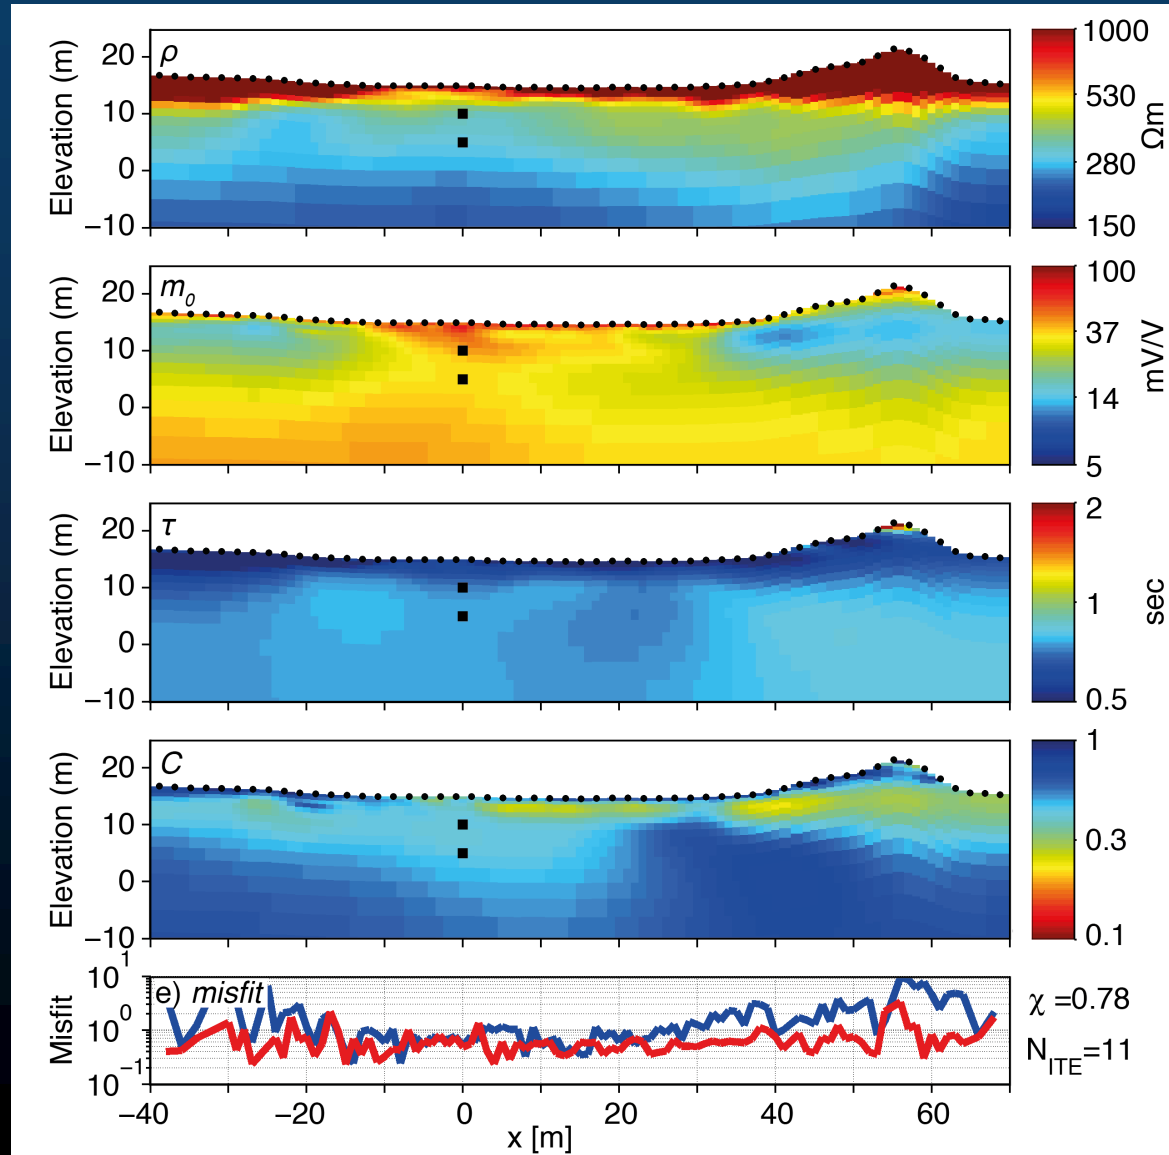 ρ
Elevation (m)
20
10
0
−10
1000
530
280
150
Ωm
m0
Elevation (m)
20
10
0
−10
100
37
14
5
mV/V
τ
Elevation (m)
20
10
0
−10
2
1
0.5
sec
C
Elevation (m)
20
10
0
−10
1
0.3
0.1
e) misfit
Misfit
10^1
10^0
10^−1
χ =0.78
N_ITE=11
−40 −20 0 20 40 60
x [m]